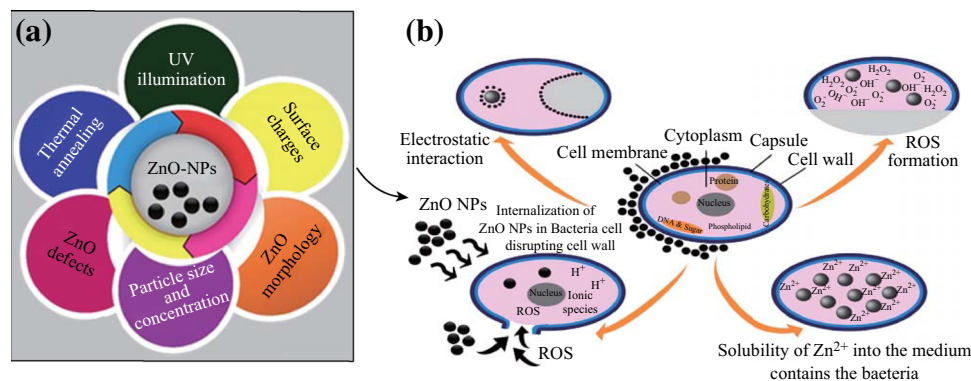 (a)
UV
illumination
Surface
charges
ZnO
morphology
Particle size
and
concentration
ZnO
defects
Thermal
annealing
ZnO-NPs
(b)
Electrostatic
interaction
Cell membrane
Cytoplasm
Capsule
Cell wall
Protein
Nucleus
Carbohydrate
DNA & Sugar
Phospholipid
H₂O₂
H₂O₂ O₂⁻
O₂⁻ OH⁻ OH⁻ H₂O₂
O₂⁻ OH⁻ OH⁻ O₂⁻
ROS
formation
ZnO NPs
Internalization of
ZnO NPs in Bacteria cell
disrupting cell wall
H⁺
H⁺
Nucleus
Ionic
species
ROS
ROS
Zn²⁺ Zn²⁺ Zn²⁺
Zn²⁺ Zn²⁺ Zn²⁺ Zn²⁺
Zn²⁺ Zn²⁺
Solubility of Zn²⁺ into the medium
contains the bacteria